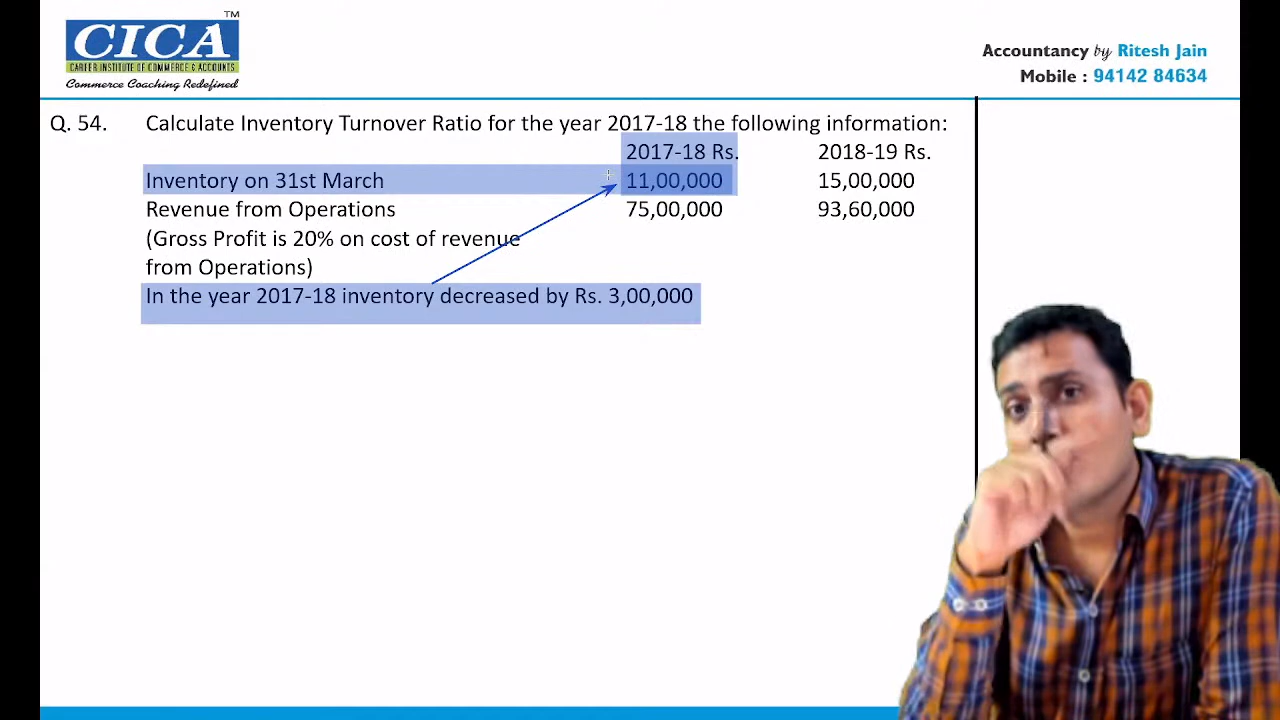 TM
CICA
CAREER INSTITUTE OF COMMERCE & ACCOUNTS
Commerce Coaching Redefined
Accountancy by Ritesh Jain
Mobile : 94142 84634
Q. 54. Calculate Inventory Turnover Ratio for the year 2017-18 the following information:
2017-18 Rs. 2018-19 Rs.
Inventory on 31st March 11,00,000 15,00,000
Revenue from Operations 75,00,000 93,60,000
(Gross Profit is 20% on cost of revenue
from Operations)
In the year 2017-18 inventory decreased by Rs. 3,00,000